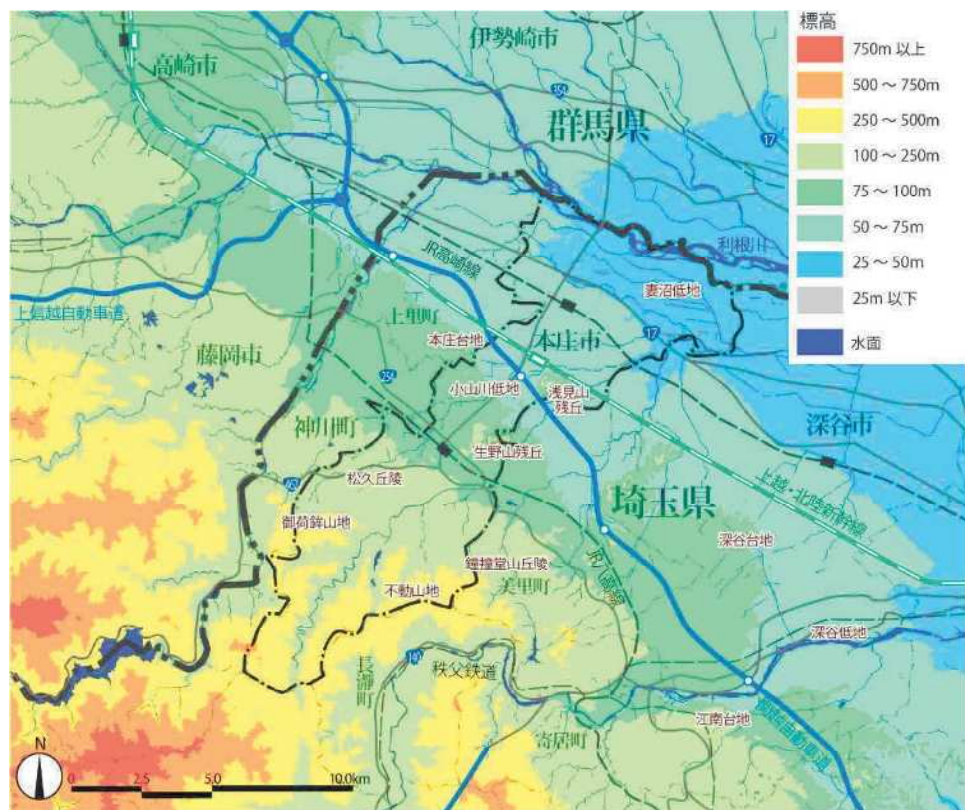 標高
750m 以上
500 ～ 750m
250 ～ 500m
100 ～ 250m
75 ～ 100m
50 ～ 75m
25 ～ 50m
25m 以下
水面
伊勢崎市
高崎市
354
群馬県
17
利根川
JR高崎線
妻沼低地
上信越自動車道
上里町
17
本庄台地
本庄市
藤岡市
254
小山川低地
浅見山
残丘
深谷市
神川町
生野山残丘
松久丘陵
462
上越・北陸新幹線
埼玉県
御荷鉾山地
深谷台地
鐘撞堂山丘陵
JR八高線
不動山地
美里町
深谷低地
140
秩父鉄道
長瀞町
江南台地
関越自動車道
寄居町
N
0
2.5
5.0
10.0km